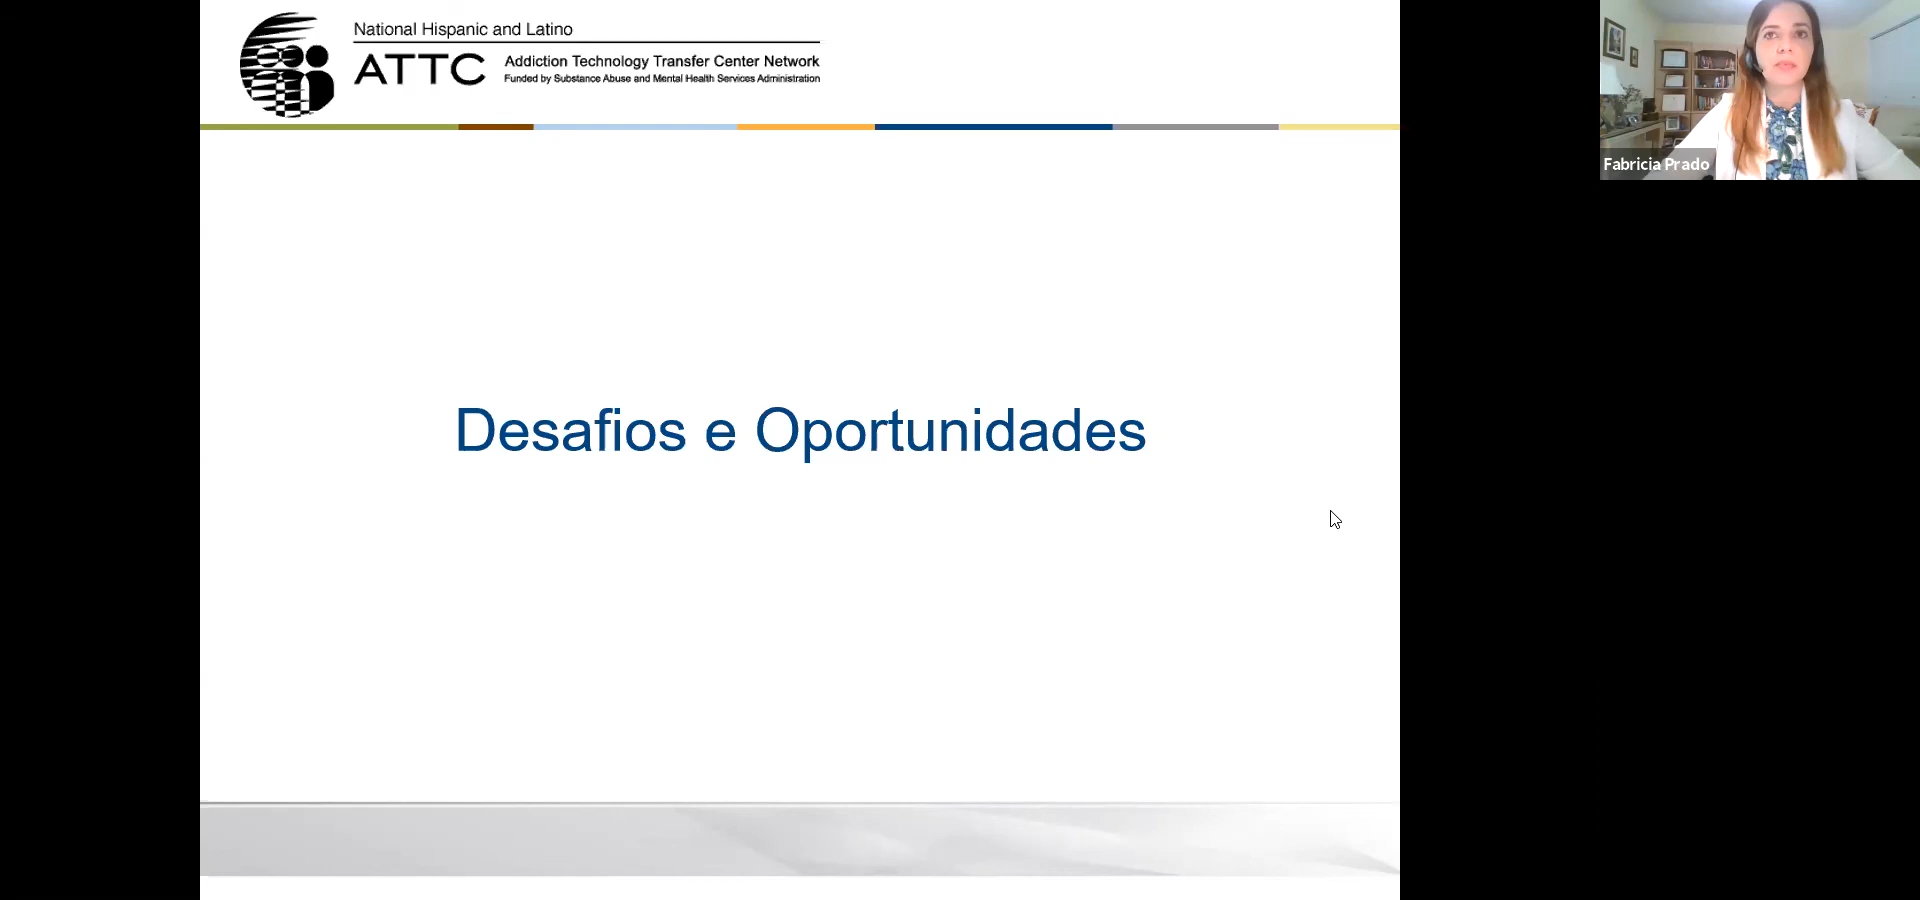 National Hispanic and Latino
ATTC
Addiction Technology Transfer Center Network
Funded by Substance Abuse and Mental Health Services Administration
Fabricia Prado
Desafios e Oportunidades